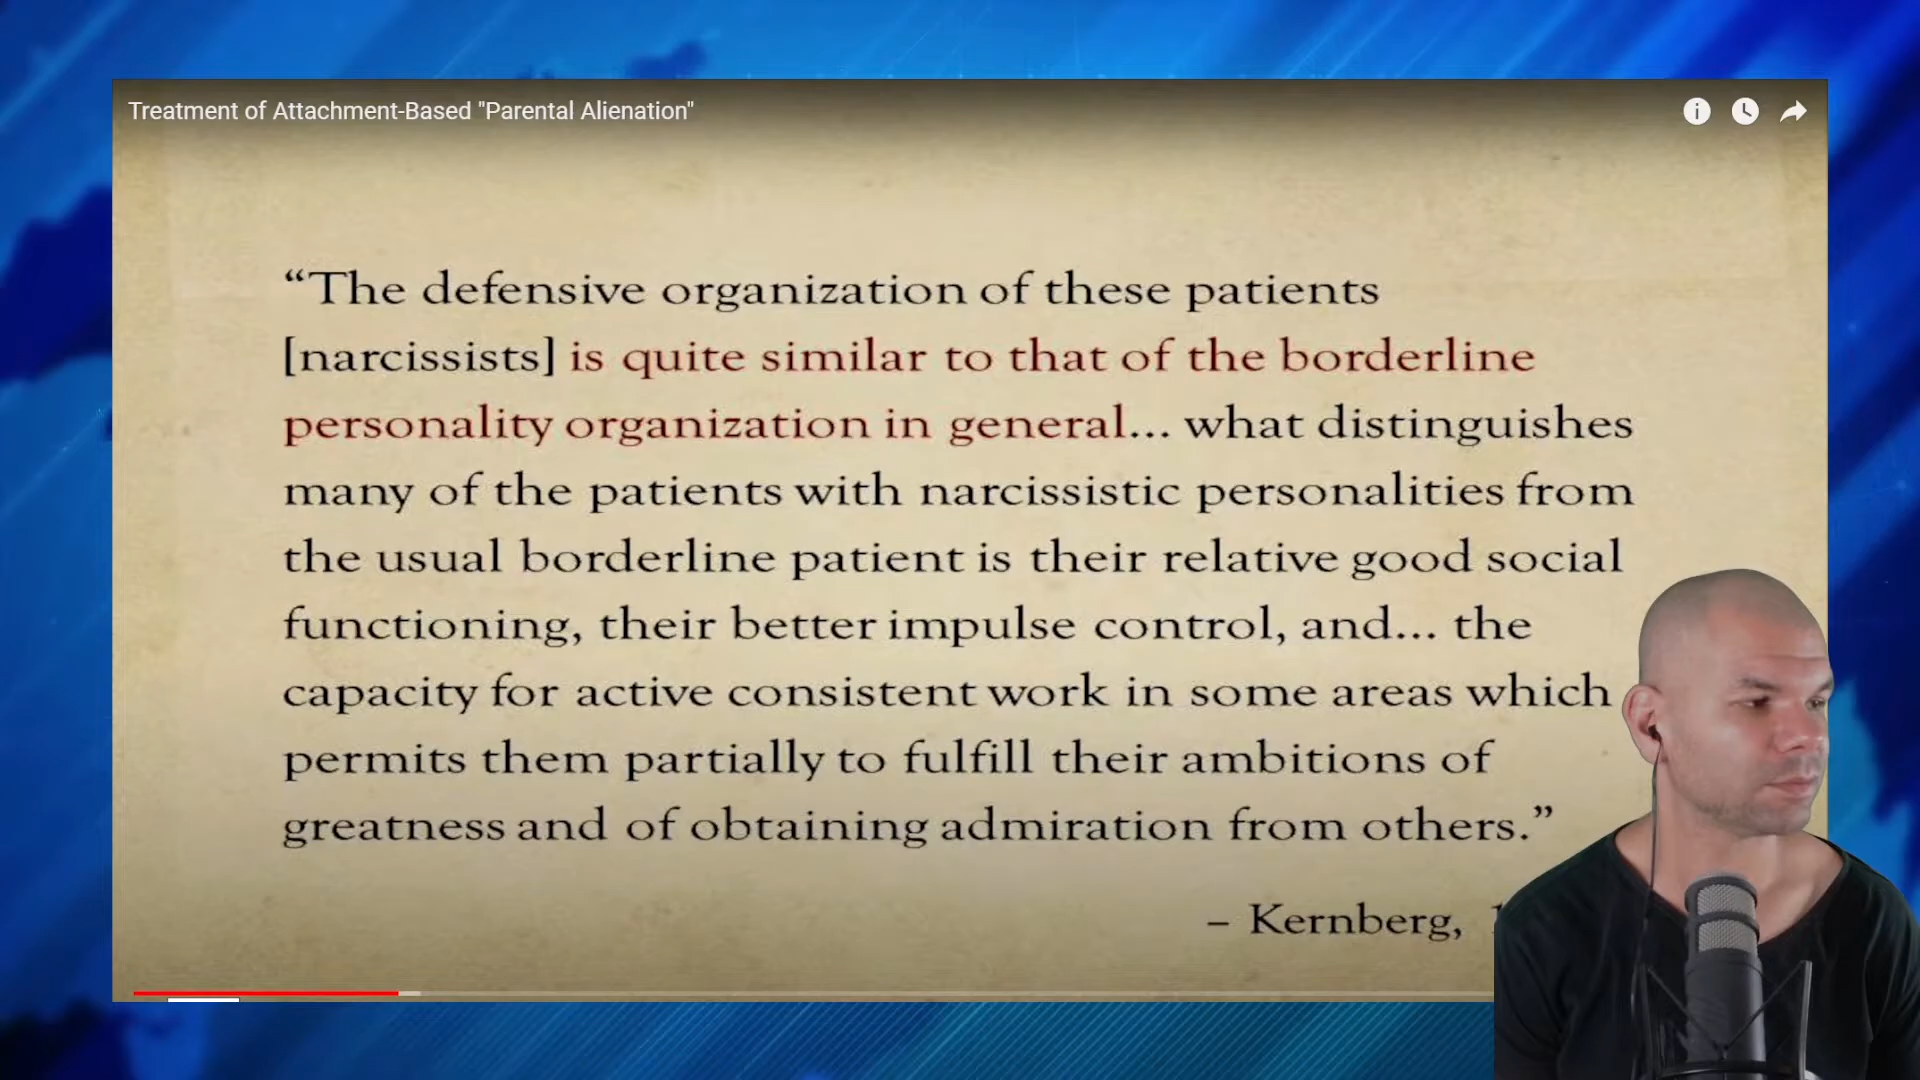 Treatment of Attachment-Based "Parental Alienation"
“The defensive organization of these patients
[narcissists] is quite similar to that of the borderline
personality organization in general... what distinguishes
many of the patients with narcissistic personalities from
the usual borderline patient is their relative good social
functioning, their better impulse control, and... the
capacity for active consistent work in some areas which
permits them partially to fulfill their ambitions of
greatness and of obtaining admiration from others.”
– Kernberg,